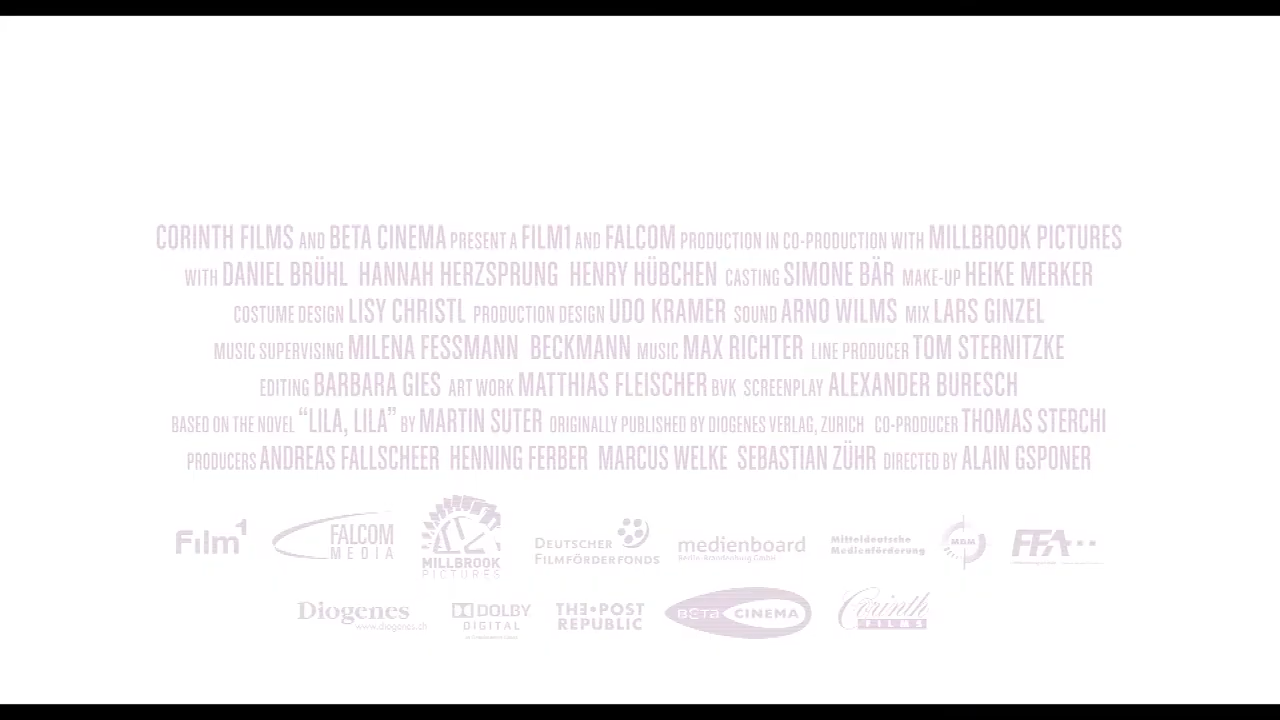 CORINTH FILMS AND BETA CINEMA PRESENT A FILM1 AND FALCOM PRODUCTION IN CO-PRODUCTION WITH MILLBROOK PICTURES
WITH DANIEL BRÜHL HANNAH HERZSPRUNG HENRY HÜBCHEN CASTING SIMONE BÄR MAKE-UP HEIKE MERKER
COSTUME DESIGN LISY CHRISTL PRODUCTION DESIGN UDO KRAMER SOUND ARNO WILMS MIX LARS GINZEL
MUSIC SUPERVISING MILENA FESSMANN BECKMANN MUSIC MAX RICHTER LINE PRODUCER TOM STERNITZKE
EDITING BARBARA GIES ART WORK MATTHIAS FLEISCHER BVK SCREENPLAY ALEXANDER BURESCH
BASED ON THE NOVEL “LILA, LILA” BY MARTIN SUTER ORIGINALLY PUBLISHED BY DIOGENES VERLAG, ZURICH CO-PRODUCER THOMAS STERCHI
PRODUCERS ANDREAS FALLSCHEER HENNING FERBER MARCUS WELKE SEBASTIAN ZÜHR DIRECTED BY ALAIN GSPONER
Film1
FALCOM
MEDIA
MILLBROOK
PICTURES
DEUTSCHER
FILMFÖRDERFONDS
medienboard
Berlin-Brandenburg GmbH
Mitteldeutsche
Medienförderung
MDM
FFA
Diogenes
www.diogenes.ch
DOLBY
DIGITAL
THE•POST
REPUBLIC
BETA CINEMA
Corinth
FILMS